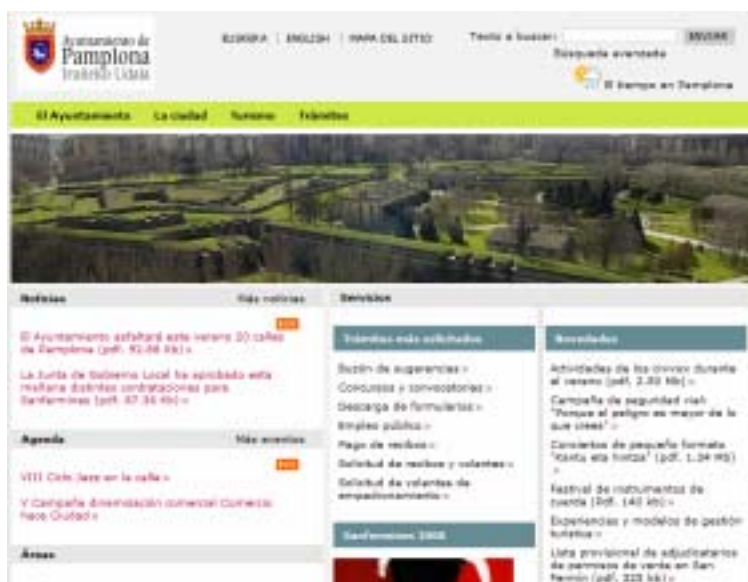 Ayuntamiento de
Pamplona
Iruñeko Udala
EUSKERA | ENGLISH | MAPA DEL SITIO
Texto a buscar:
ENVIAR
Búsqueda avanzada
El tiempo en Pamplona
El Ayuntamiento La ciudad Turismo Trámites
Noticias Más noticias
RSS
El Ayuntamiento asfaltará este verano 20 calles
de Pamplona (pdf. 92.88 Kb) »
La Junta de Gobierno Local ha aprobado esta
mañana distintas contrataciones para
Sanfermines (pdf. 87.36 Kb) »
Agenda Más eventos
RSS
VIII Ciclo Jazz en la calle »
V Campaña dinamización comercial Comercio
hace Ciudad »
Áreas
Servicios
Trámites más solicitados
Buzón de sugerencias »
Concursos y convocatorias »
Descarga de formularios »
Empleo público »
Pago de recibos »
Solicitud de recibos y volantes »
Solicitud de volantes de
empadronamiento »
Sanfermines 2008
Novedades
Actividades de los civivox durante
el verano (pdf. 2.80 Mb) »
Campaña de seguridad vial:
"Porque el peligro es mayor de lo
que crees" »
Conciertos de pequeño formato
"Kantu eta hontza" (pdf. 1.34 Mb)
»
Festival de instrumentos de
cuerda (Pdf. 140 kb) »
Experiencias y modelos de gestión
turística »
Lista provisional de adjudicatarios
de permisos de venta en San
Fermín (pdf. 325 kb) »